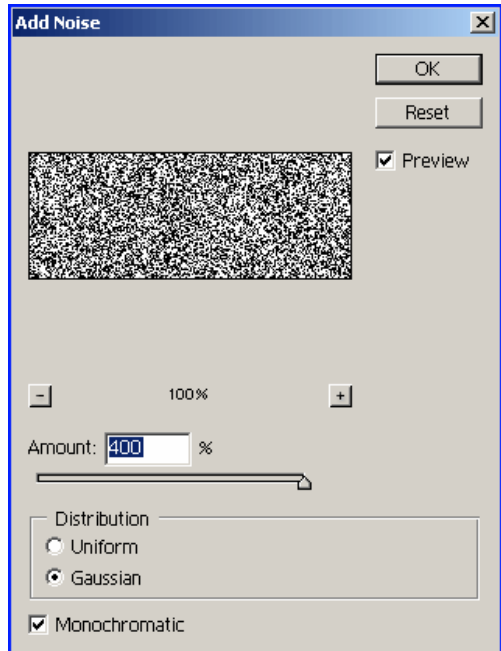 Add Noise
OK
Reset
Preview
- 100% +
Amount: 400 %
Distribution
Uniform
Gaussian
Monochromatic